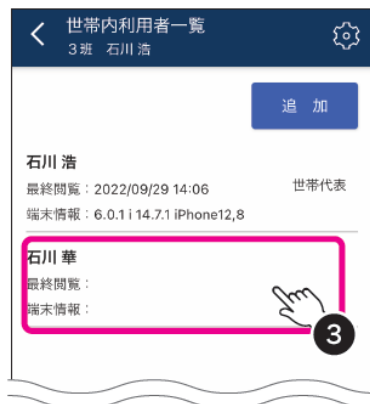 世帯内利用者一覧
3班 石川 浩
追 加
石川 浩
最終閲覧：2022/09/29 14:06
世帯代表
端末情報：6.0.1 i 14.7.1 iPhone12,8
石川 華
最終閲覧：
端末情報：
3